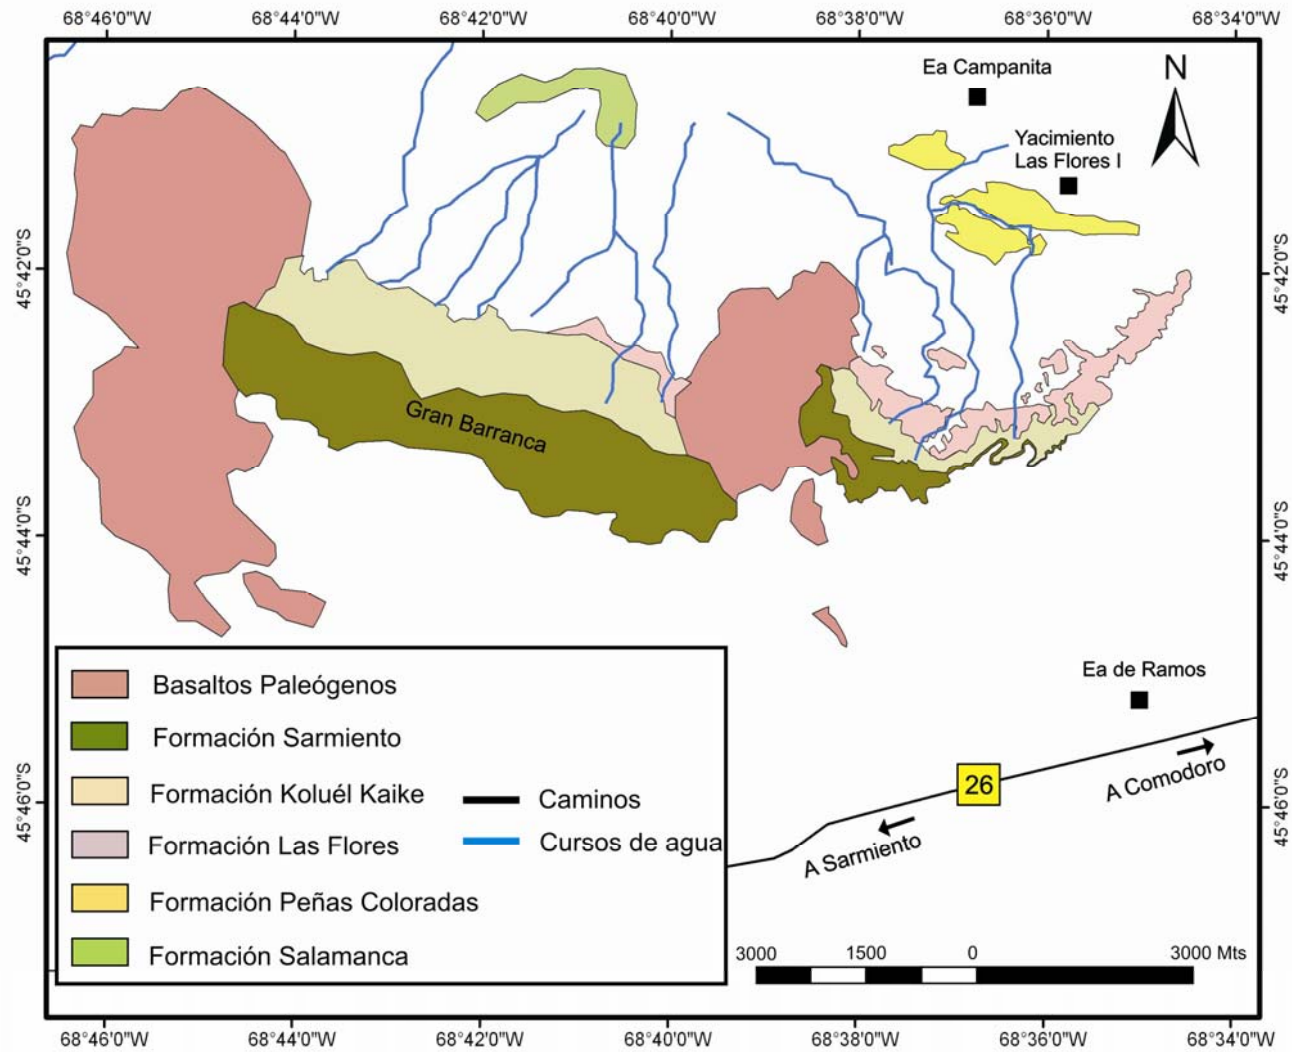 68°46'0"W 68°44'0"W 68°42'0"W 68°40'0"W 68°38'0"W 68°36'0"W 68°34'0"W
Ea Campanita
N
Yacimiento
Las Flores I
45°42'0"S
45°42'0"S
Gran Barranca
45°44'0"S
45°44'0"S
Ea de Ramos
Basaltos Paleógenos
Formación Sarmiento
Formación Koluél Kaike
Formación Las Flores
Formación Peñas Coloradas
Formación Salamanca
Caminos
Cursos de agua
26
A Comodoro
A Sarmiento
45°46'0"S
45°46'0"S
3000 1500 0 3000 Mts
68°46'0"W 68°44'0"W 68°42'0"W 68°40'0"W 68°38'0"W 68°36'0"W 68°34'0"W